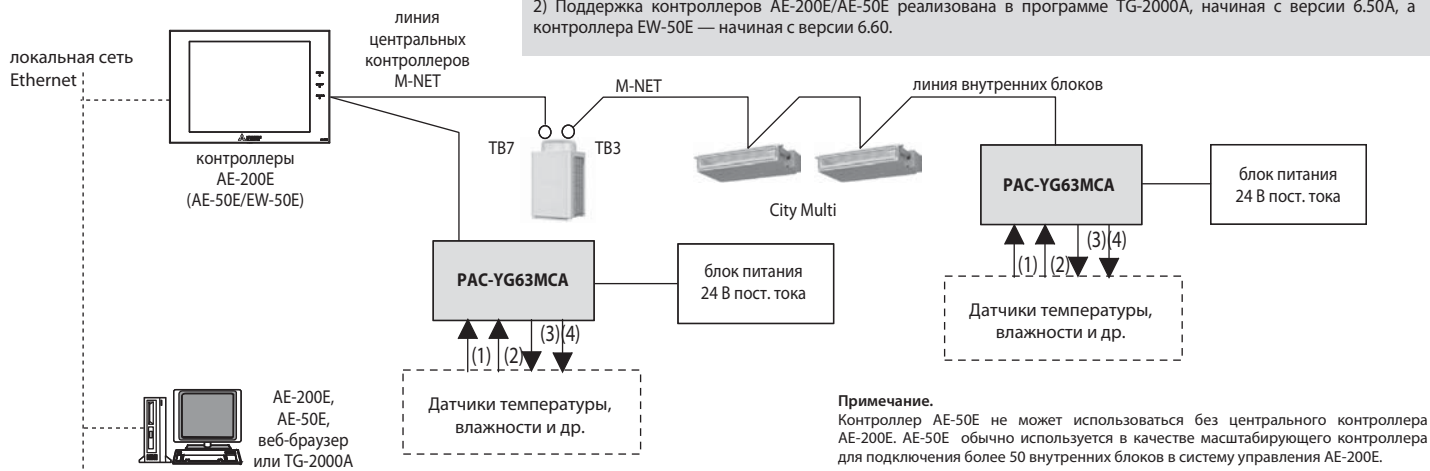 2) Поддержка контроллеров AE-200E/AE-50E реализована в программе TG-2000A, начиная с версии 6.50A, а
контроллера EW-50E — начиная с версии 6.60.
линия
центральных
контроллеров
M-NET
локальная сеть
Ethernet
M-NET
линия внутренних блоков
TB7
TB3
контроллеры
AE-200E
(AE-50E/EW-50E)
City Multi
PAC-YG63MCA
блок питания
24 В пост. тока
(1)
(2)
(3)
(4)
Датчики температуры,
влажности и др.
PAC-YG63MCA
блок питания
24 В пост. тока
(1)
(2)
(3)
(4)
Датчики температуры,
влажности и др.
AE-200E,
AE-50E,
веб-браузер
или TG-2000A
Примечание.
Контроллер AE-50E не может использоваться без центрального контроллера
AE-200E. AE-50E обычно используется в качестве масштабирующего контроллера
для подключения более 50 внутренних блоков в систему управления AE-200E.